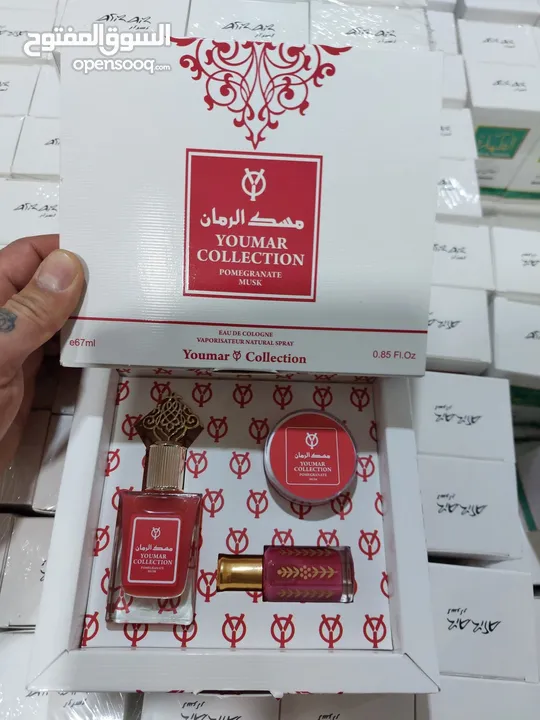 السوق المفتوح
opensooq.com
مسك الرمان
YOUMAR
COLLECTION
POMEGRANATE
MUSK
EAU DE COLOGNE
VAPORISATEUR NATURAL SPRAY
Youmar Collection
e67ml
0.85 Fl.Oz
مسك الرمان
YOUMAR
COLLECTION
POMEGRANATE
MUSK
مسك الرمان
YOUMAR
COLLECTION
POMEGRANATE
MUSK